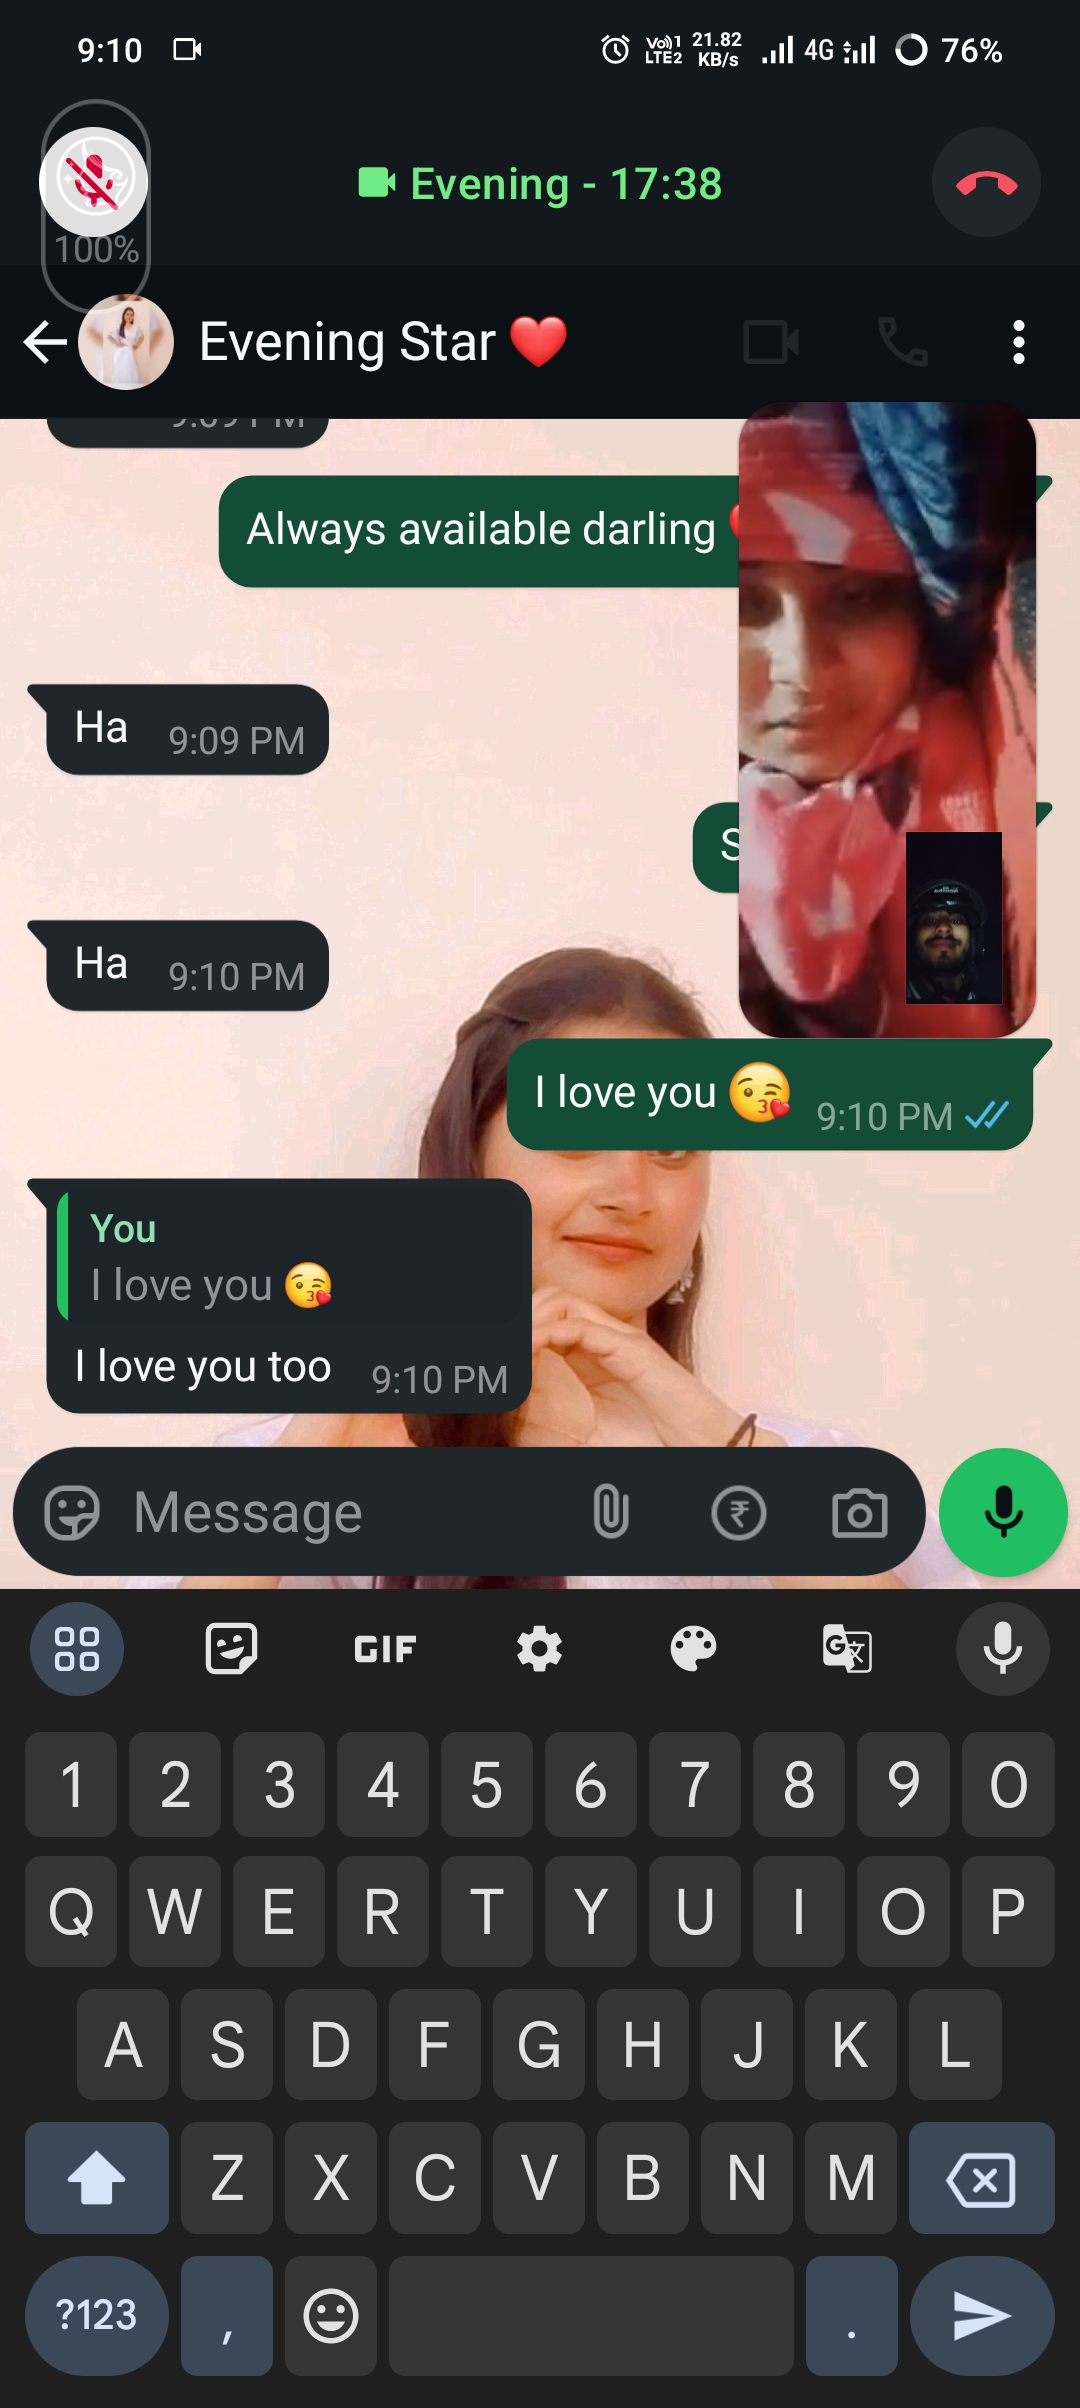 9:10
Vo))1 LTE2
21.82 KB/s
4G
76%
100%
Evening - 17:38
Evening Star ❤️
Always available darling
Ha 9:09 PM
S
Ha 9:10 PM
I love you 😘 9:10 PM
You
I love you 😘
I love you too 9:10 PM
Message
GIF
1 2 3 4 5 6 7 8 9 0
Q W E R T Y U I O P
A S D F G H J K L
Z X C V B N M
?123 , .